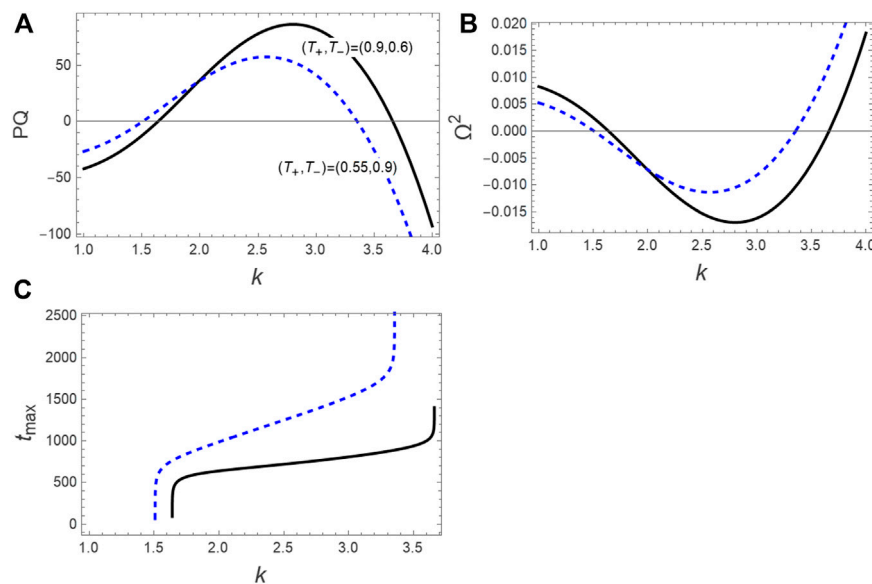 A
PQ
50
0
-50
-100
1.0 1.5 2.0 2.5 3.0 3.5 4.0
k
(T+,T−)=(0.9,0.6)
(T+,T−)=(0.55,0.9)
B
Ω²
0.020
0.015
0.010
0.005
0.000
-0.005
-0.010
-0.015
1.0 1.5 2.0 2.5 3.0 3.5 4.0
k
C
tmax
2500
2000
1500
1000
500
0
1.0 1.5 2.0 2.5 3.0 3.5
k